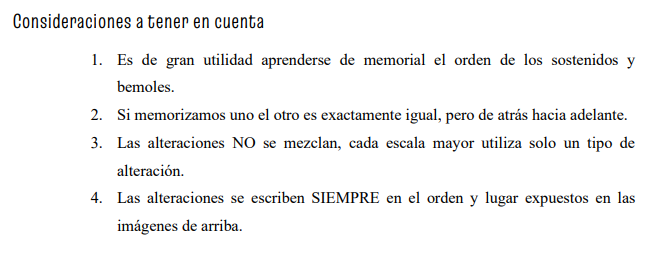 Consideraciones a tener en cuenta
1. Es de gran utilidad aprenderse de memorial el orden de los sostenidos y
bemoles.
2. Si memorizamos uno el otro es exactamente igual, pero de atrás hacia adelante.
3. Las alteraciones NO se mezclan, cada escala mayor utiliza solo un tipo de
alteración.
4. Las alteraciones se escriben SIEMPRE en el orden y lugar expuestos en las
imágenes de arriba.